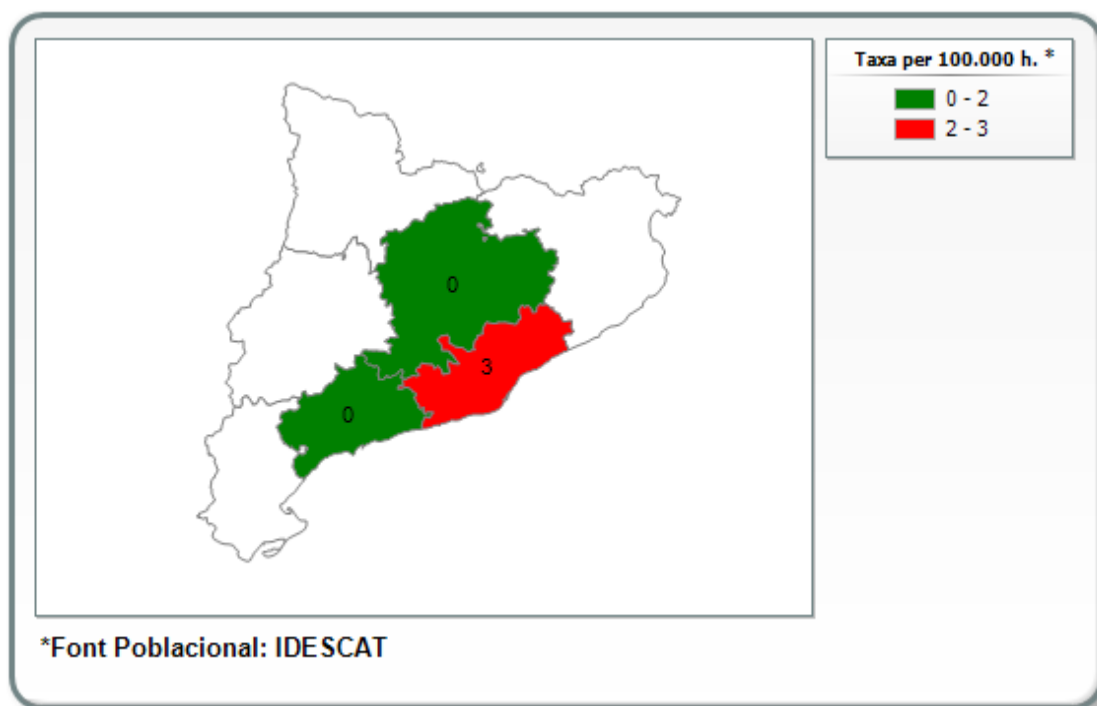 Taxa per 100.000 h. *
0 - 2
2 - 3
0
3
0
*Font Poblacional: IDESCAT